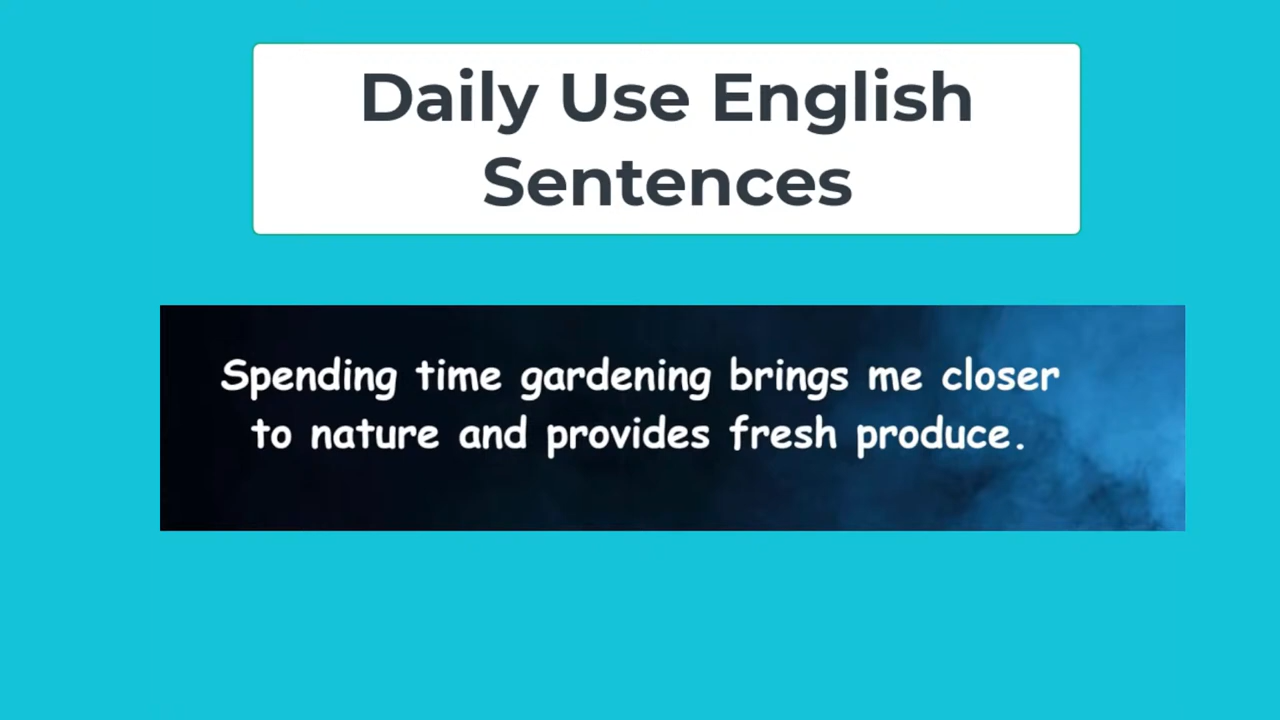 Daily Use English
Sentences
Spending time gardening brings me closer
to nature and provides fresh produce.